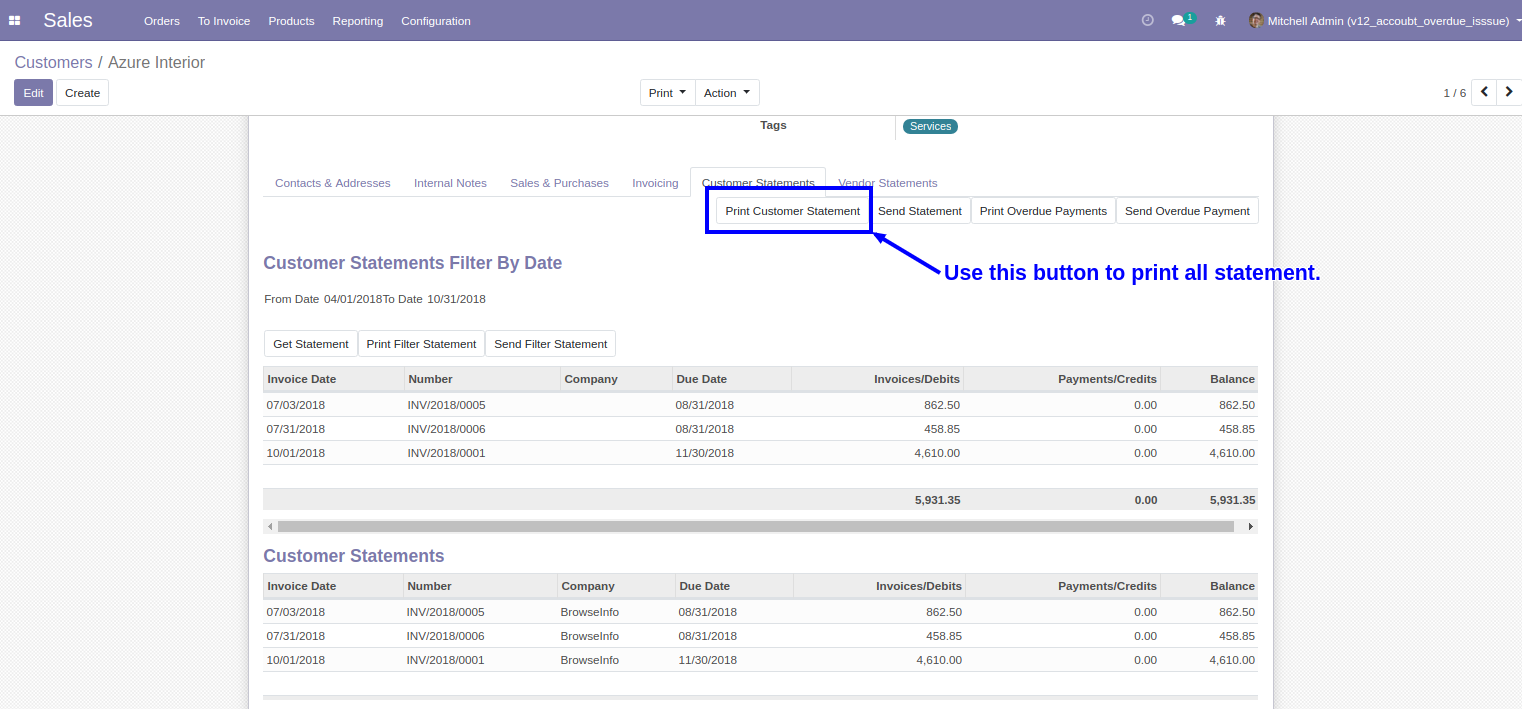 Sales Orders To Invoice Products Reporting Configuration 1 Mitchell Admin (v12_accoubt_overdue_isssue)
Customers / Azure Interior
Edit Create Print Action 1 / 6
Tags Services
Contacts & Addresses Internal Notes Sales & Purchases Invoicing Customer Statements Vendor Statements
Print Customer Statement Send Statement Print Overdue Payments Send Overdue Payment
Customer Statements Filter By Date
Use this button to print all statement.
From Date 04/01/2018To Date 10/31/2018
Get Statement Print Filter Statement Send Filter Statement
Invoice Date Number Company Due Date Invoices/Debits Payments/Credits Balance
07/03/2018 INV/2018/0005 08/31/2018 862.50 0.00 862.50
07/31/2018 INV/2018/0006 08/31/2018 458.85 0.00 458.85
10/01/2018 INV/2018/0001 11/30/2018 4,610.00 0.00 4,610.00
5,931.35 0.00 5,931.35
Customer Statements
Invoice Date Number Company Due Date Invoices/Debits Payments/Credits Balance
07/03/2018 INV/2018/0005 BrowseInfo 08/31/2018 862.50 0.00 862.50
07/31/2018 INV/2018/0006 BrowseInfo 08/31/2018 458.85 0.00 458.85
10/01/2018 INV/2018/0001 BrowseInfo 11/30/2018 4,610.00 0.00 4,610.00